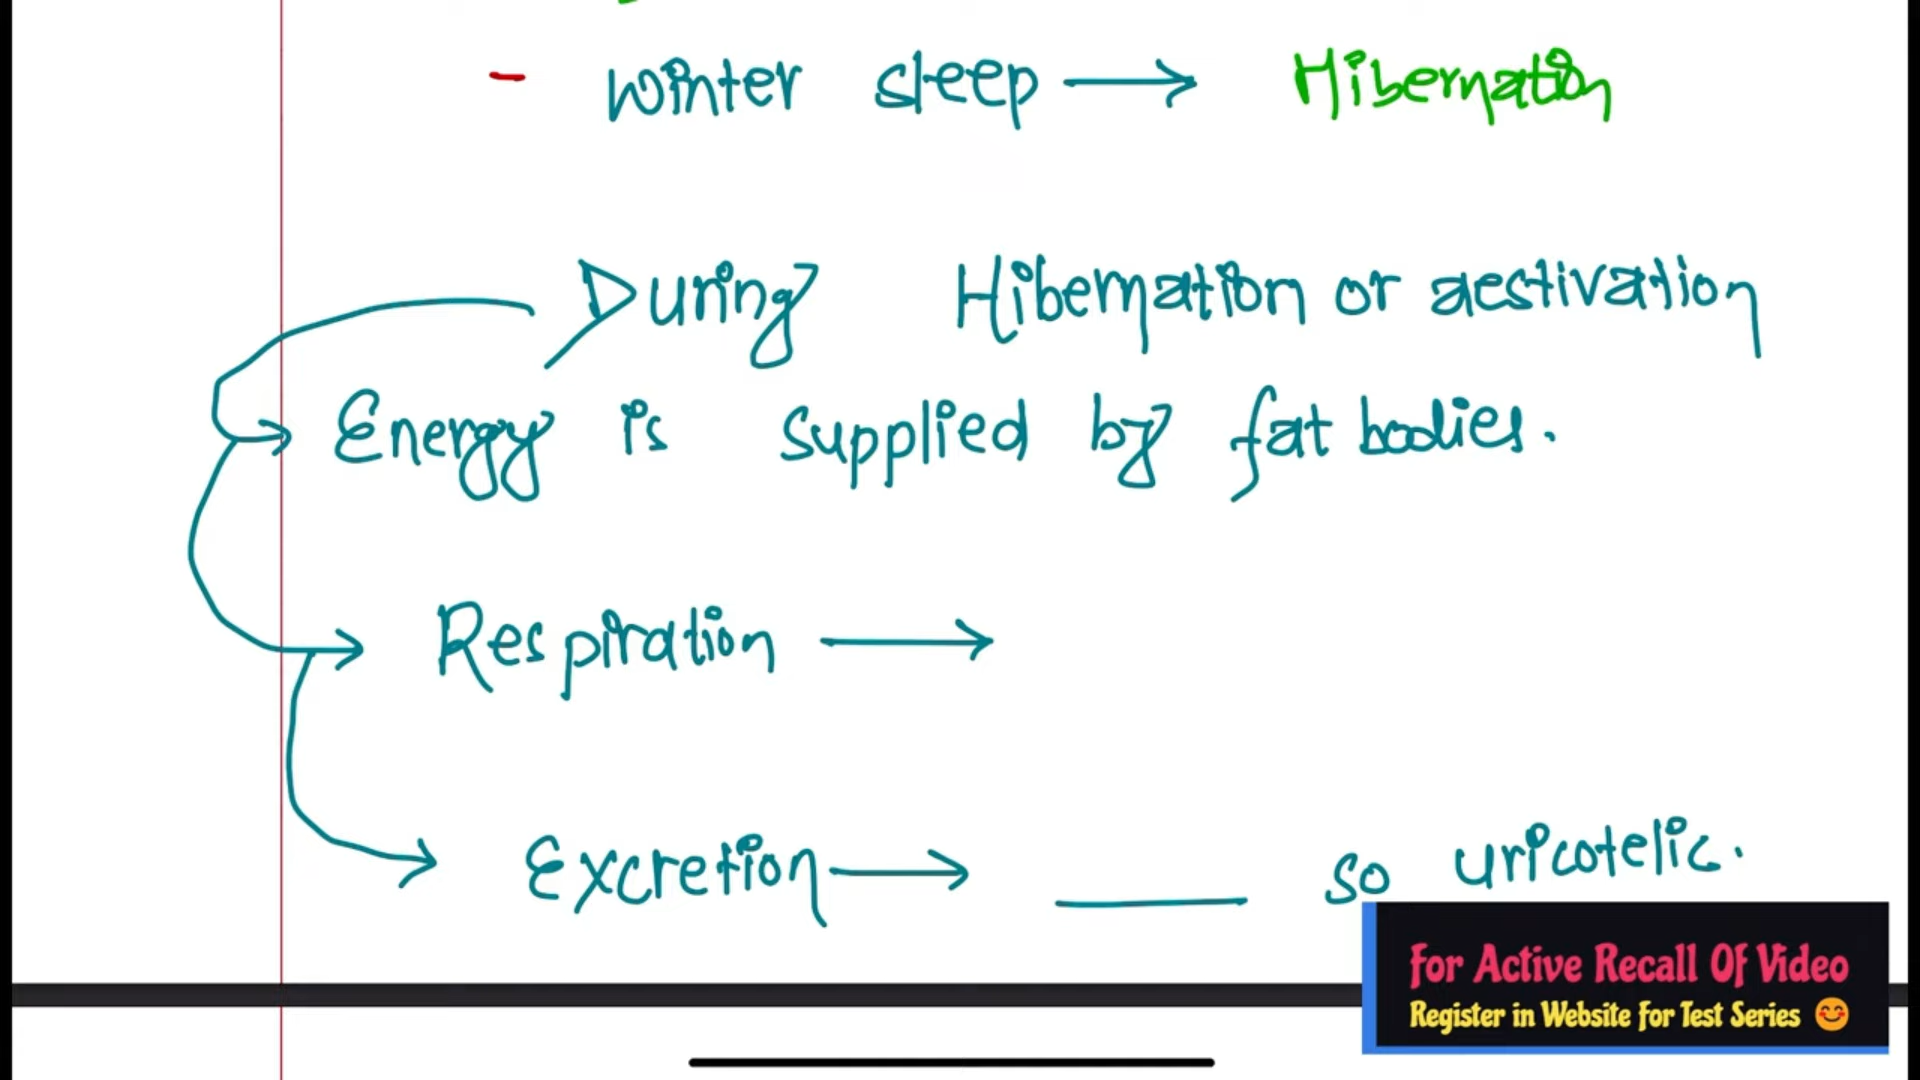 - Winter sleep → Hibernation
During Hibernation or aestivation
Energy is supplied by fat bodies.
Respiration →
Excretion → ______ so uricotelic.
For Active Recall Of Video
Register in Website For Test Series 😊